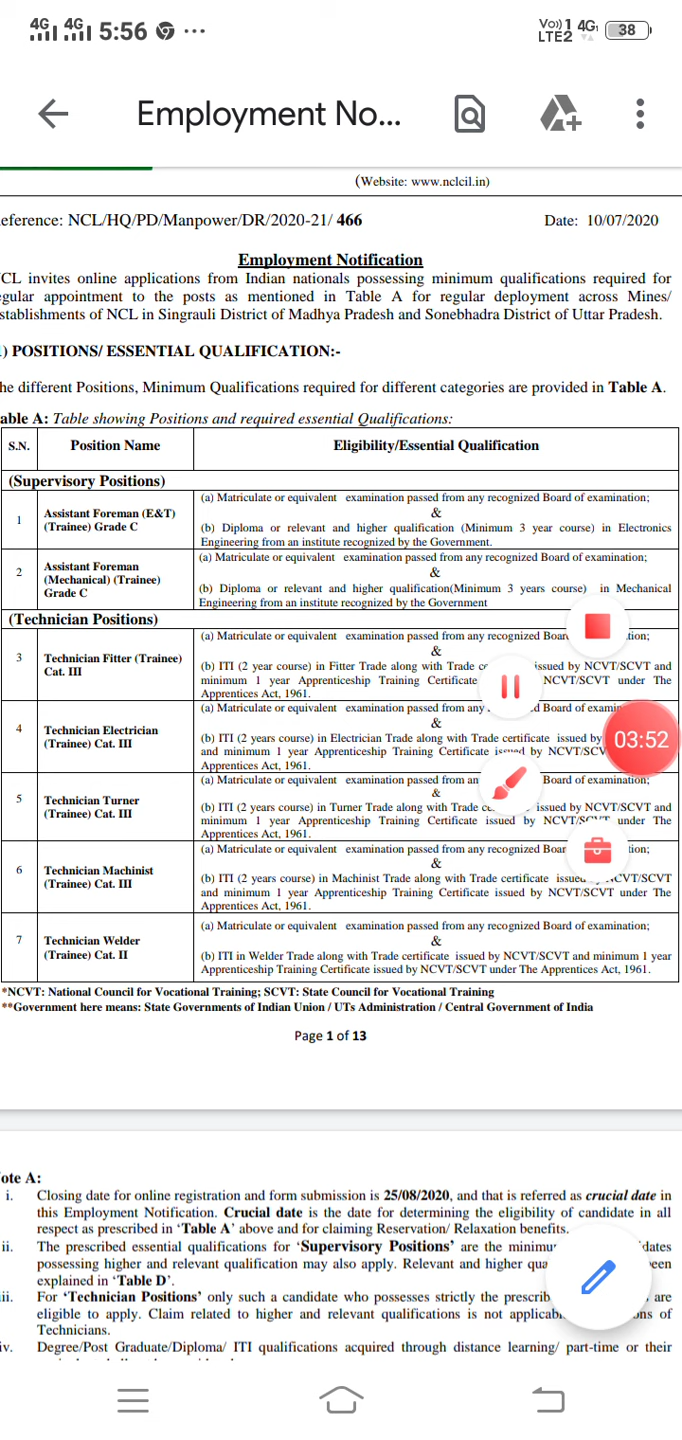 4G 4G 5:56 ... Vo)) 1 4G 38
LTE2
Employment No...
(Website: www.nclcil.in)
eference: NCL/HQ/PD/Manpower/DR/2020-21/ 466 Date: 10/07/2020
Employment Notification
CL invites online applications from Indian nationals possessing minimum qualifications required for
gular appointment to the posts as mentioned in Table A for regular deployment across Mines/
stablishments of NCL in Singrauli District of Madhya Pradesh and Sonebhadra District of Uttar Pradesh.
) POSITIONS/ ESSENTIAL QUALIFICATION:-
he different Positions, Minimum Qualifications required for different categories are provided in Table A.
able A: Table showing Positions and required essential Qualifications:
S.N. Position Name Eligibility/Essential Qualification
(Supervisory Positions)
1 Assistant Foreman (E&T)
(Trainee) Grade C
(a) Matriculate or equivalent examination passed from any recognized Board of examination;
&
(b) Diploma or relevant and higher qualification (Minimum 3 year course) in Electronics
Engineering from an institute recognized by the Government.
2 Assistant Foreman
(Mechanical) (Trainee)
Grade C
(a) Matriculate or equivalent examination passed from any recognized Board of examination;
&
(b) Diploma or relevant and higher qualification(Minimum 3 years course) in Mechanical
Engineering from an institute recognized by the Government
(Technician Positions)
3 Technician Fitter (Trainee)
Cat. III
(a) Matriculate or equivalent examination passed from any recognized Boar tion;
&
(b) ITI (2 year course) in Fitter Trade along with Trade issued by NCVT/SCVT and
minimum 1 year Apprenticeship Training Certificate NCVT/SCVT under The
Apprentices Act, 1961.
4 Technician Electrician
(Trainee) Cat. III
(a) Matriculate or equivalent examination passed from any d Board of exami
&
(b) ITI (2 years course) in Electrician Trade along with Trade certificate issued by
and minimum 1 year Apprenticeship Training Certificate issued by NCVT/SCV
Apprentices Act, 1961.
03:52
5 Technician Turner
(Trainee) Cat. III
(a) Matriculate or equivalent examination passed from an Board of examination;
&
(b) ITI (2 years course) in Turner Trade along with Trade issued by NCVT/SCVT and
minimum 1 year Apprenticeship Training Certificate issued by NCVT/SCVT under The
Apprentices Act, 1961.
6 Technician Machinist
(Trainee) Cat. III
(a) Matriculate or equivalent examination passed from any recognized Boar tion;
&
(b) ITI (2 years course) in Machinist Trade along with Trade certificate issued NCVT/SCVT
and minimum 1 year Apprenticeship Training Certificate issued by NCVT/SCVT under The
Apprentices Act, 1961.
7 Technician Welder
(Trainee) Cat. II
(a) Matriculate or equivalent examination passed from any recognized Board of examination;
&
(b) ITI in Welder Trade along with Trade certificate issued by NCVT/SCVT and minimum 1 year
Apprenticeship Training Certificate issued by NCVT/SCVT under The Apprentices Act, 1961.
*NCVT: National Council for Vocational Training; SCVT: State Council for Vocational Training
**Government here means: State Governments of Indian Union / UTs Administration / Central Government of India
Page 1 of 13
ote A:
i. Closing date for online registration and form submission is 25/08/2020, and that is referred as crucial date in
this Employment Notification. Crucial date is the date for determining the eligibility of candidate in all
respect as prescribed in ‘Table A’ above and for claiming Reservation/ Relaxation benefits.
ii. The prescribed essential qualifications for ‘Supervisory Positions’ are the minimu dates
possessing higher and relevant qualification may also apply. Relevant and higher qua een
explained in ‘Table D’.
iii. For ‘Technician Positions’ only such a candidate who possesses strictly the prescrib are
eligible to apply. Claim related to higher and relevant qualifications is not applicab ns of
Technicians.
iv. Degree/Post Graduate/Diploma/ ITI qualifications acquired through distance learning/ part-time or their